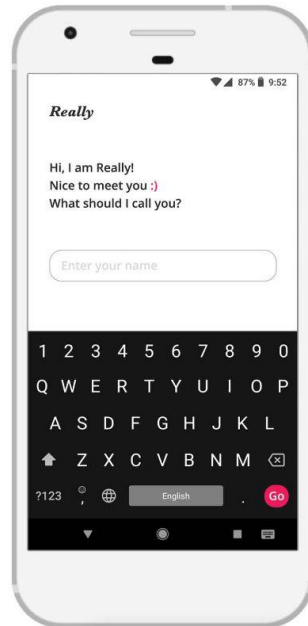 87% 9:52
Really
Hi, I am Really!
Nice to meet you :)
What should I call you?
Enter your name
1 2 3 4 5 6 7 8 9 0
Q W E R T Y U I O P
A S D F G H J K L
Z X C V B N M
?123 , English . Go